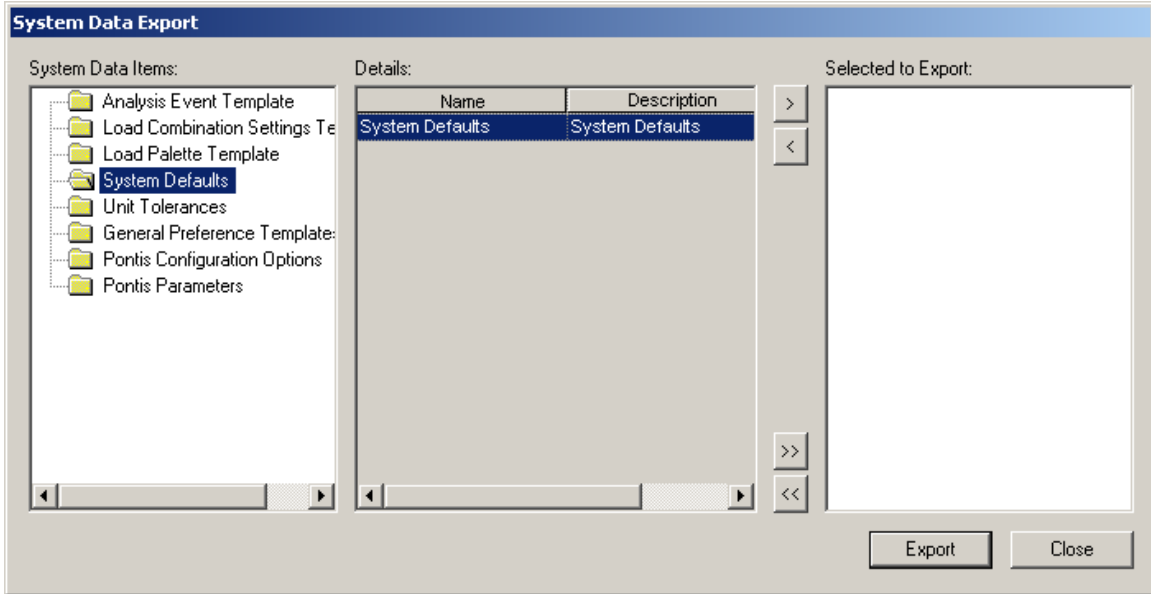 System Data Export
System Data Items:
Details:
Selected to Export:
Analysis Event Template
Load Combination Settings Te
Load Palette Template
System Defaults
Unit Tolerances
General Preference Template
Pontis Configuration Options
Pontis Parameters
Name Description
System Defaults System Defaults
>
<
>>
<<
Export
Close